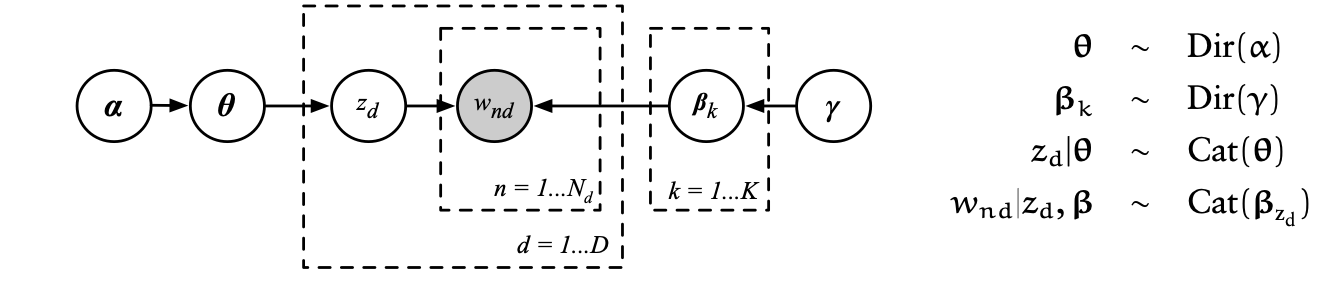 α θ z_d w_nd β_k γ
n = 1...N_d
k = 1...K
d = 1...D
θ ∼ Dir(α)
β_k ∼ Dir(γ)
z_d|θ ∼ Cat(θ)
w_nd|z_d, β ∼ Cat(β_{z_d})